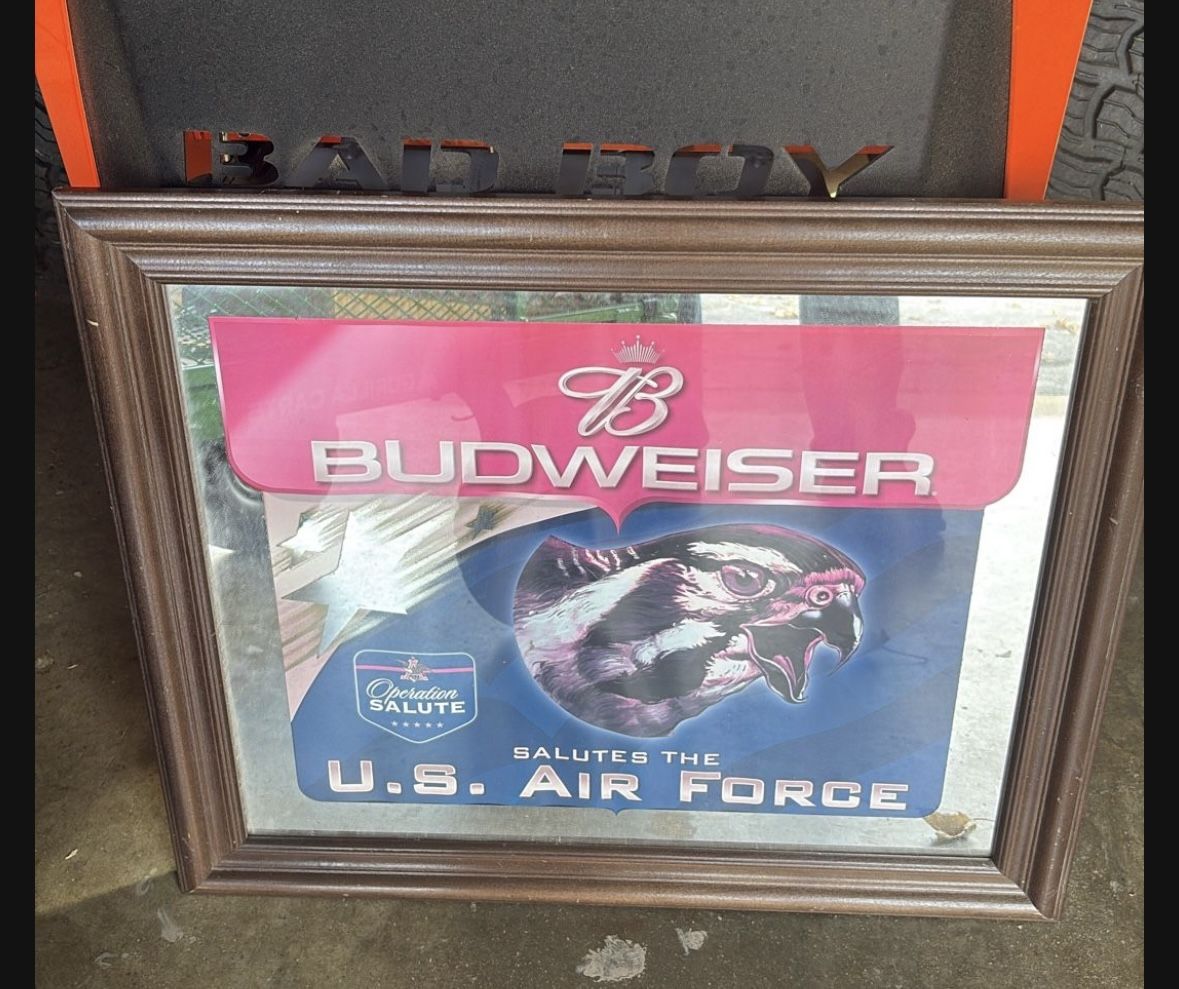 BAD BOY
B
BUDWEISER
Operation
SALUTE
SALUTES THE
U.S. AIR FORCE